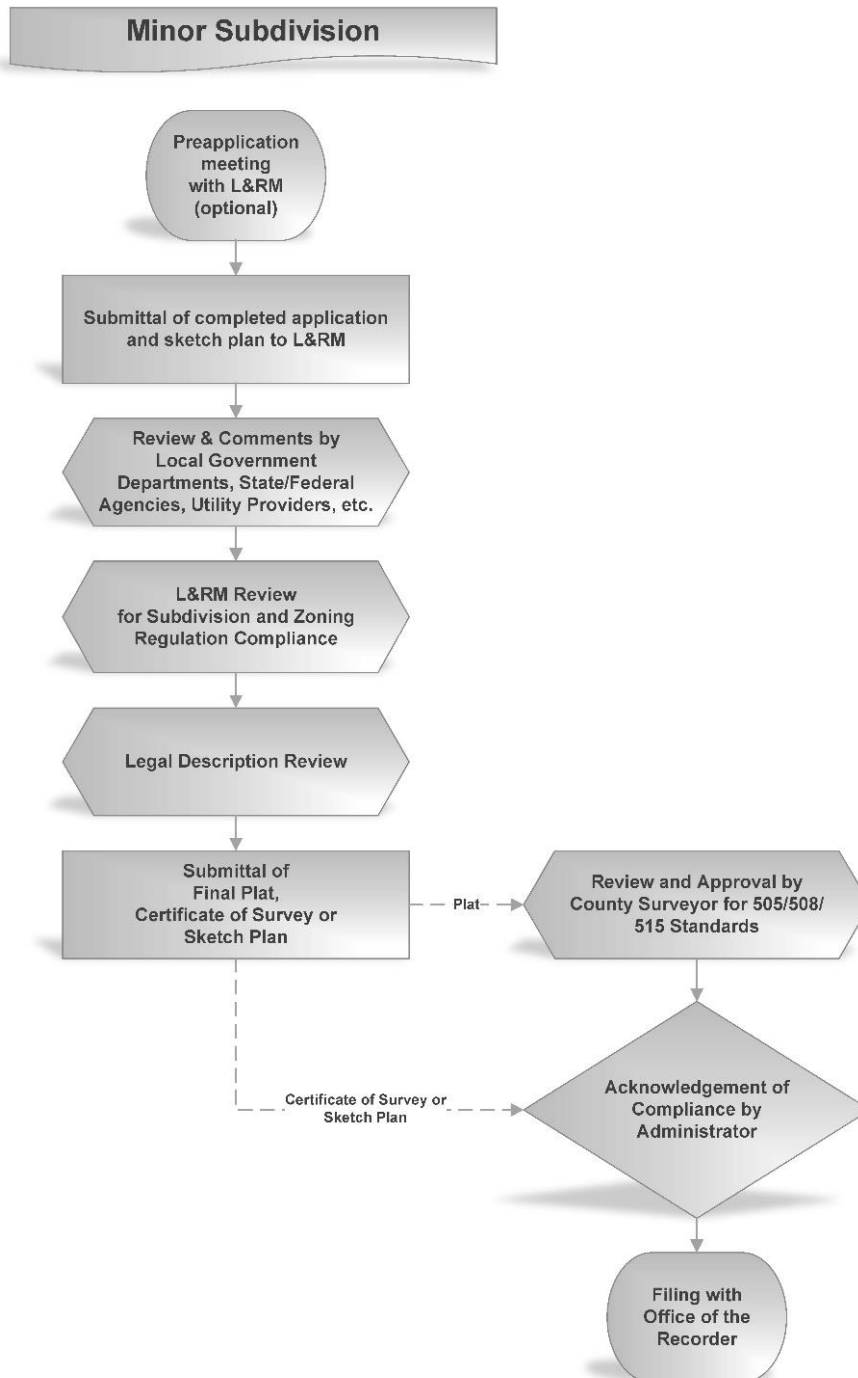 Minor Subdivision
Preapplication
meeting
with L&RM
(optional)
Submittal of completed application
and sketch plan to L&RM
Review & Comments by
Local Government
Departments, State/Federal
Agencies, Utility Providers, etc.
L&RM Review
for Subdivision and Zoning
Regulation Compliance
Legal Description Review
Submittal of
Final Plat,
Certificate of Survey or
Sketch Plan
Plat
Review and Approval by
County Surveyor for 505/508/
515 Standards
Certificate of Survey or
Sketch Plan
Acknowledgement of
Compliance by
Administrator
Filing with
Office of the
Recorder